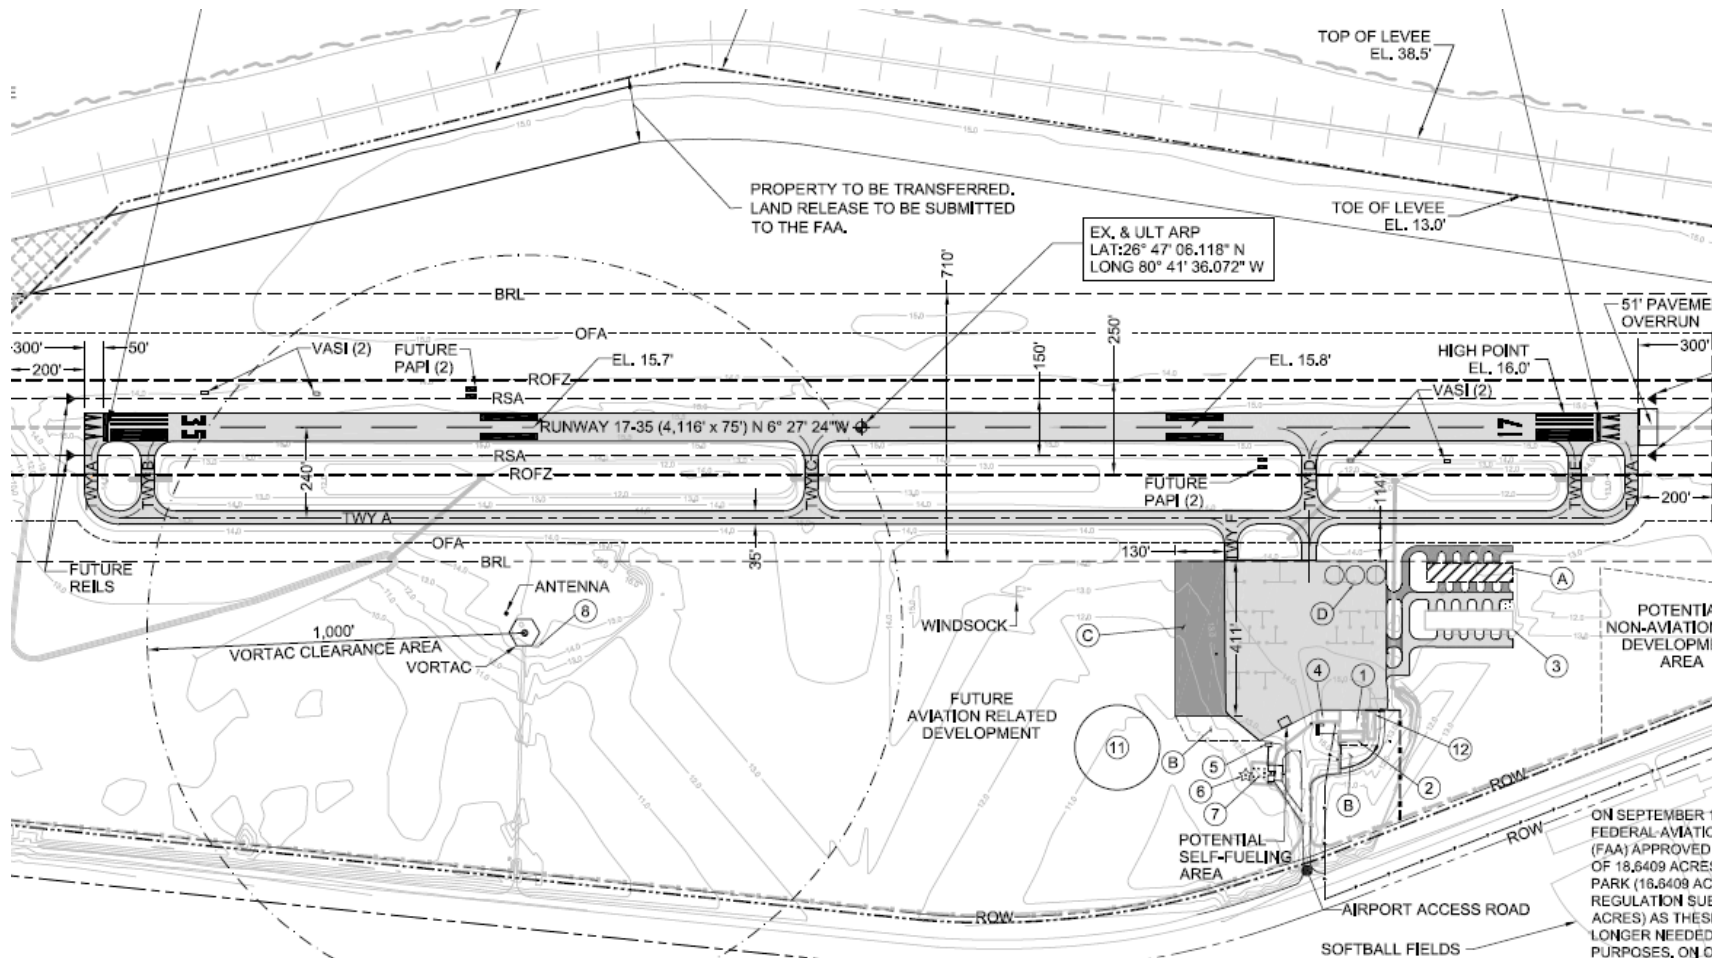 TOP OF LEVEE
EL. 38.5'
15.0
15.0
PROPERTY TO BE TRANSFERRED.
LAND RELEASE TO BE SUBMITTED
TO THE FAA.
TOE OF LEVEE
EL. 13.0'
EX. & ULT ARP
LAT:26° 47' 06.118" N
LONG 80° 41' 36.072" W
710'
BRL
OFA
51' PAVEME
OVERRUN
300'
50'
VASI (2)
FUTURE
PAPI (2)
EL. 15.7'
150'
250'
EL. 15.8'
HIGH POINT
EL. 16.0'
300'
200'
ROFZ
RSA
VASI (2)
35
RUNWAY 17-35 (4,116' x 75') N 6° 27' 24"W
17
RSA
ROFZ
TWY A
TWY B
240'
TWY C
FUTURE
PAPI (2)
TWY D
TWY E
TWY A
114'
200'
TWY A
TWY F
OFA
35'
130'
BRL
FUTURE
REILS
ANTENNA
8
1,000'
VORTAC CLEARANCE AREA
VORTAC
WINDSOCK
C
411'
D
A
3
POTENTIA
NON-AVIATION
DEVELOPME
AREA
4
1
FUTURE
AVIATION RELATED
DEVELOPMENT
11
B
5
6
7
12
2
B
ROW
ROW
POTENTIAL
SELF-FUELING
AREA
ROW
AIRPORT ACCESS ROAD
SOFTBALL FIELDS
ON SEPTEMBER 1
FEDERAL AVIATIO
(FAA) APPROVED
OF 18.6409 ACRES
PARK (16.6409 AC
REGULATION SUB
ACRES) AS THESE
LONGER NEEDED
PURPOSES, ON O